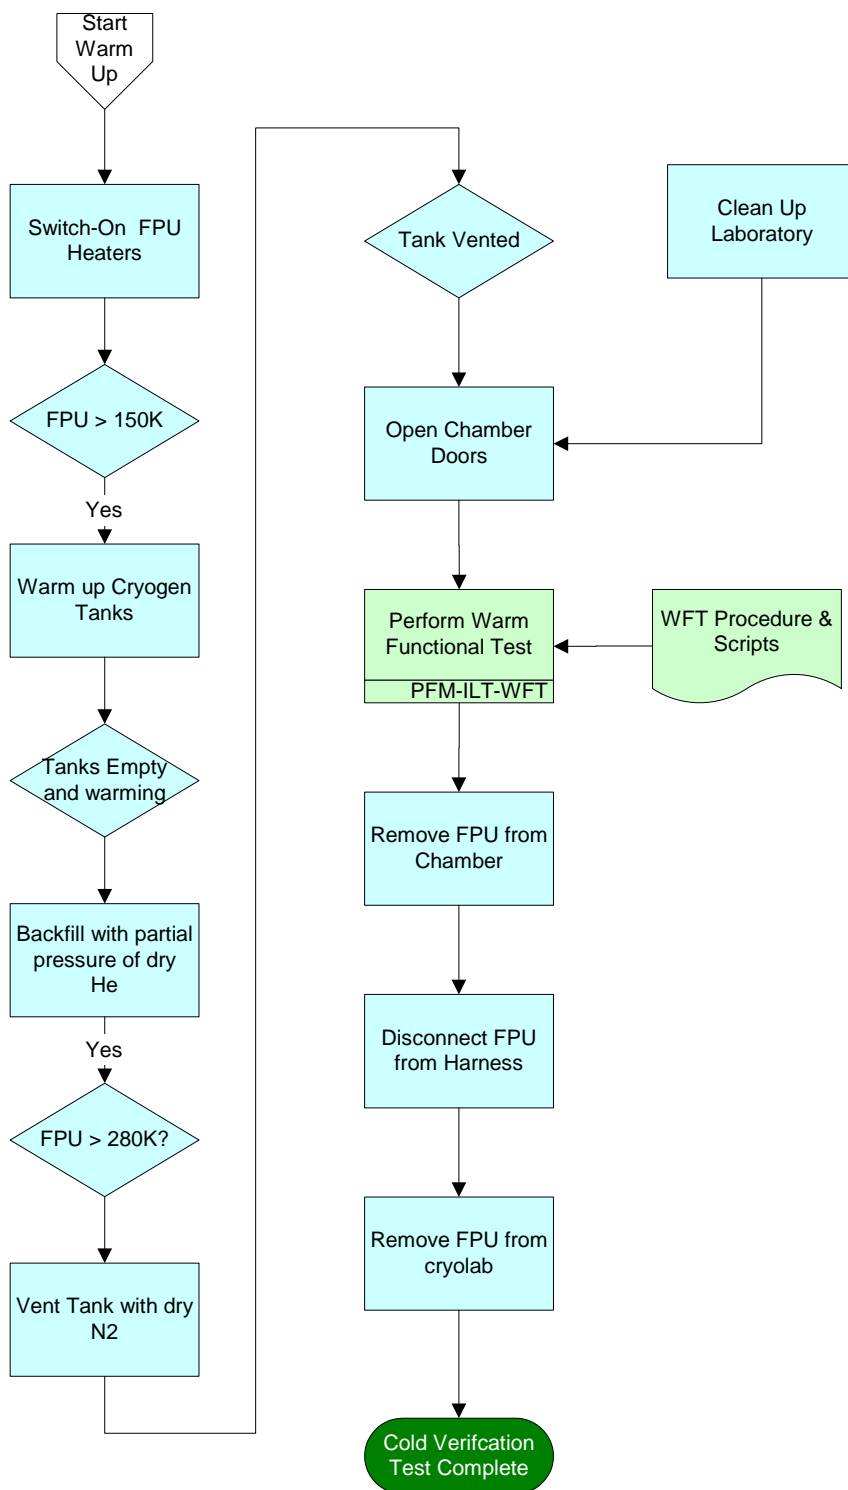 Start
Warm
Up
Switch-On FPU
Heaters
FPU > 150K
Yes
Warm up Cryogen
Tanks
Tanks Empty
and warming
Backfill with partial
pressure of dry
He
Yes
FPU > 280K?
Vent Tank with dry
N2
Tank Vented
Clean Up
Laboratory
Open Chamber
Doors
Perform Warm
Functional Test
PFM-ILT-WFT
WFT Procedure &
Scripts
Remove FPU from
Chamber
Disconnect FPU
from Harness
Remove FPU from
cryolab
Cold Verifcation
Test Complete